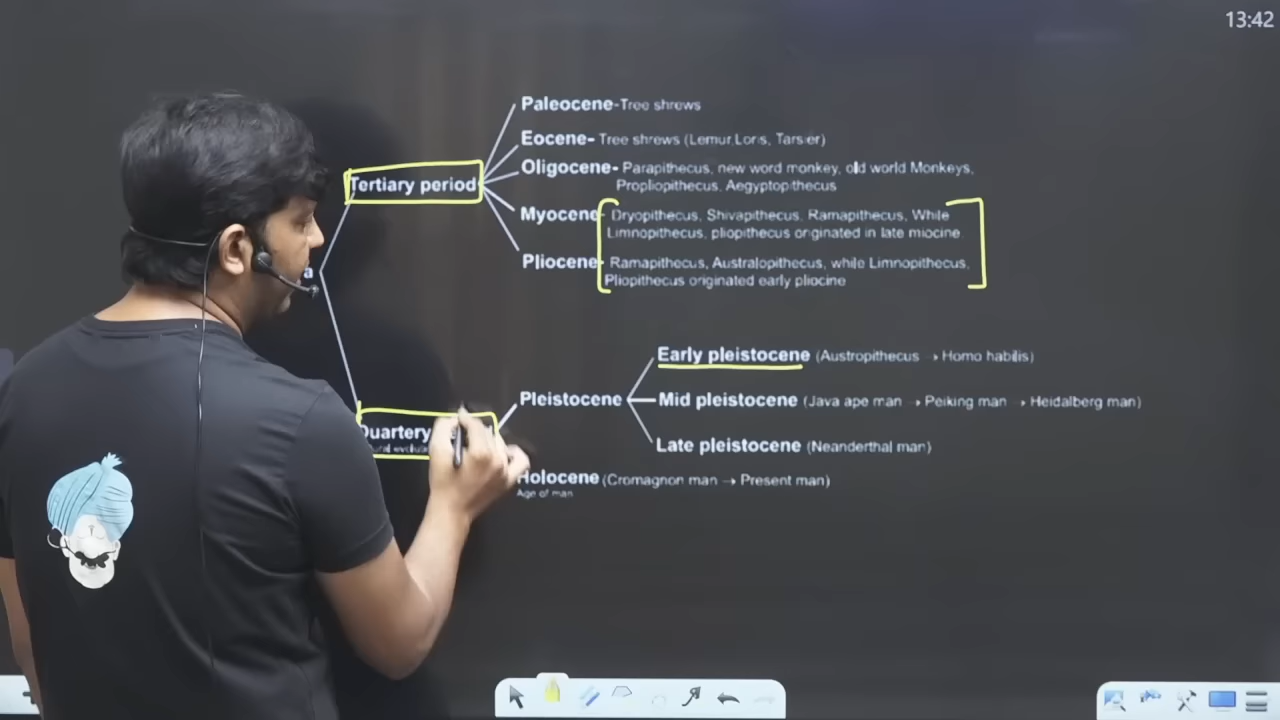 13:42
Paleocene-Tree shrews
Eocene- Tree shrews (Lemur.Loris, Tarsier)
Tertiary period
Oligocene- Parapithecus, new word monkey, old world Monkeys,
Propliopithecus, Aegyptopithecus
Myocene- Dryopithecus, Shivapithecus, Ramapithecus, While
Limnopithecus, pliopithecus originated in late miocine.
Pliocene- Ramapithecus, Australopithecus, while Limnopithecus,
Pliopithecus originated early pliocine
Early pleistocene (Austropithecus → Homo habilis)
Pleistocene
Mid pleistocene (Java ape man → Peiking man → Heidalberg man)
Quartery
Late pleistocene (Neanderthal man)
Holocene (Cromagnon man → Present man)
Age of man